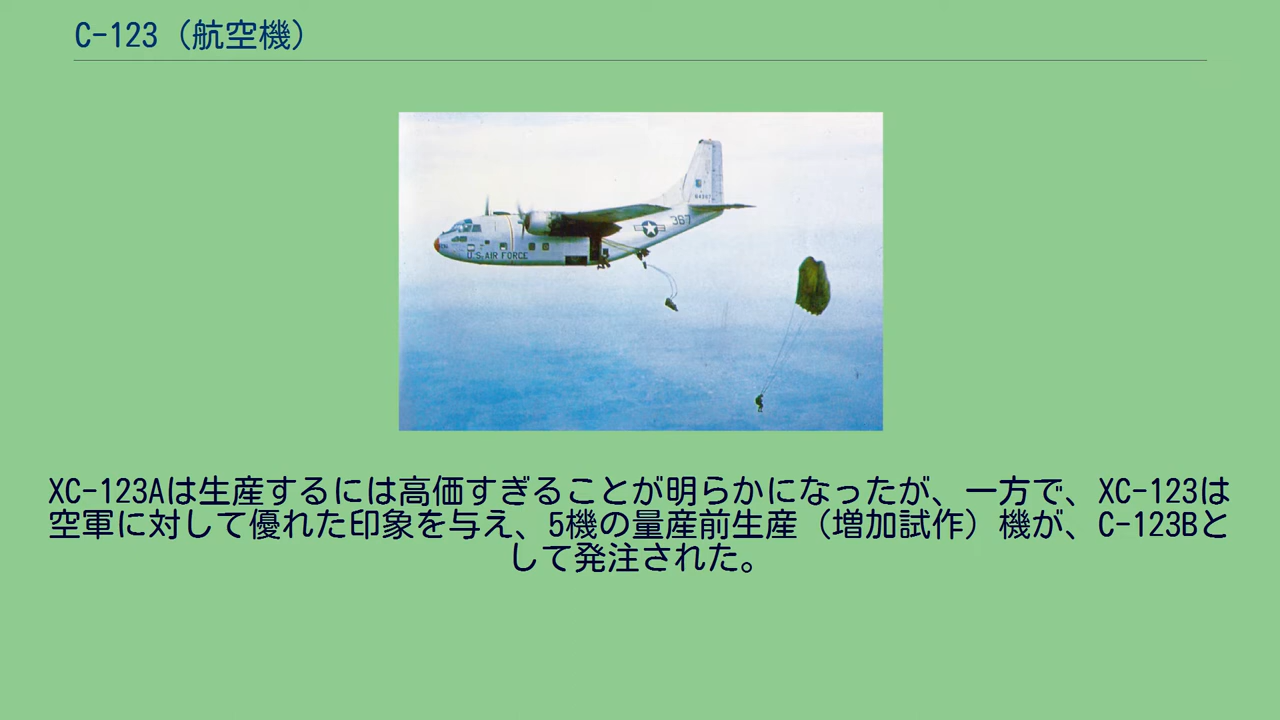 C-123（航空機）
387
U.S. AIR FORCE
XC-123Aは生産するには高価すぎることが明らかになったが、一方で、XC-123は
空軍に対して優れた印象を与え、5機の量産前生産（増加試作）機が、C-123Bと
して発注された。